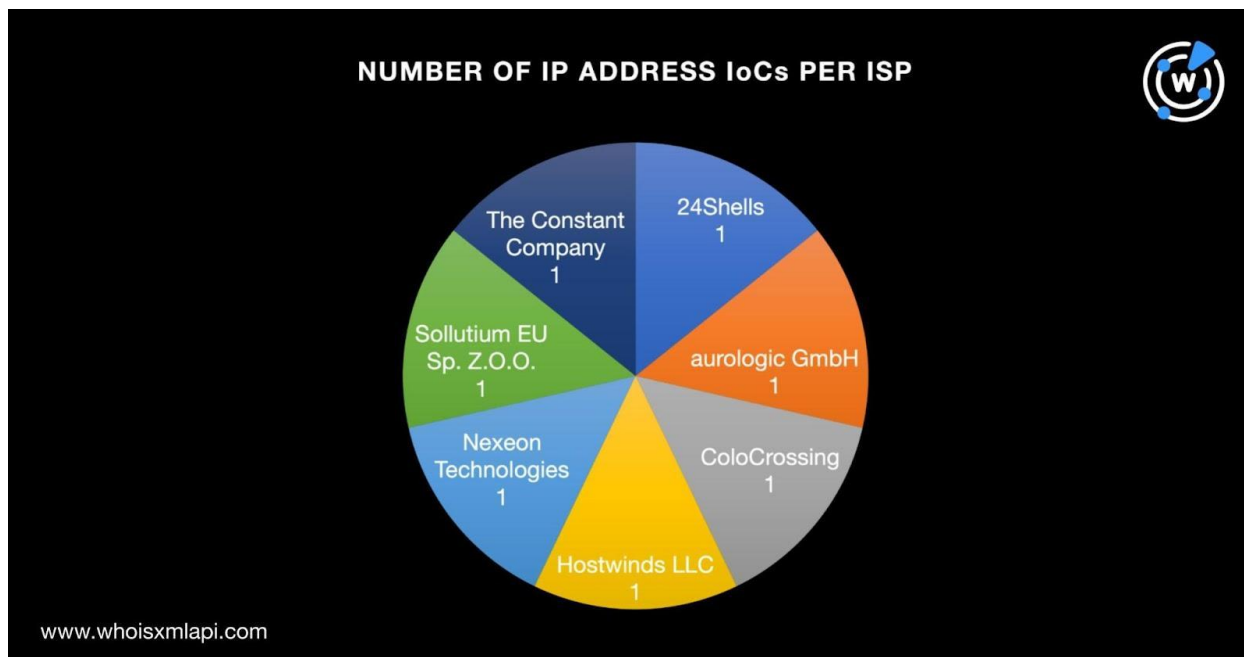 NUMBER OF IP ADDRESS IoCs PER ISP
W
The Constant
Company
1
24Shells
1
Sollutium EU
Sp. Z.O.O.
1
aurologic GmbH
1
Nexeon
Technologies
1
ColoCrossing
1
Hostwinds LLC
1
www.whoisxmlapi.com